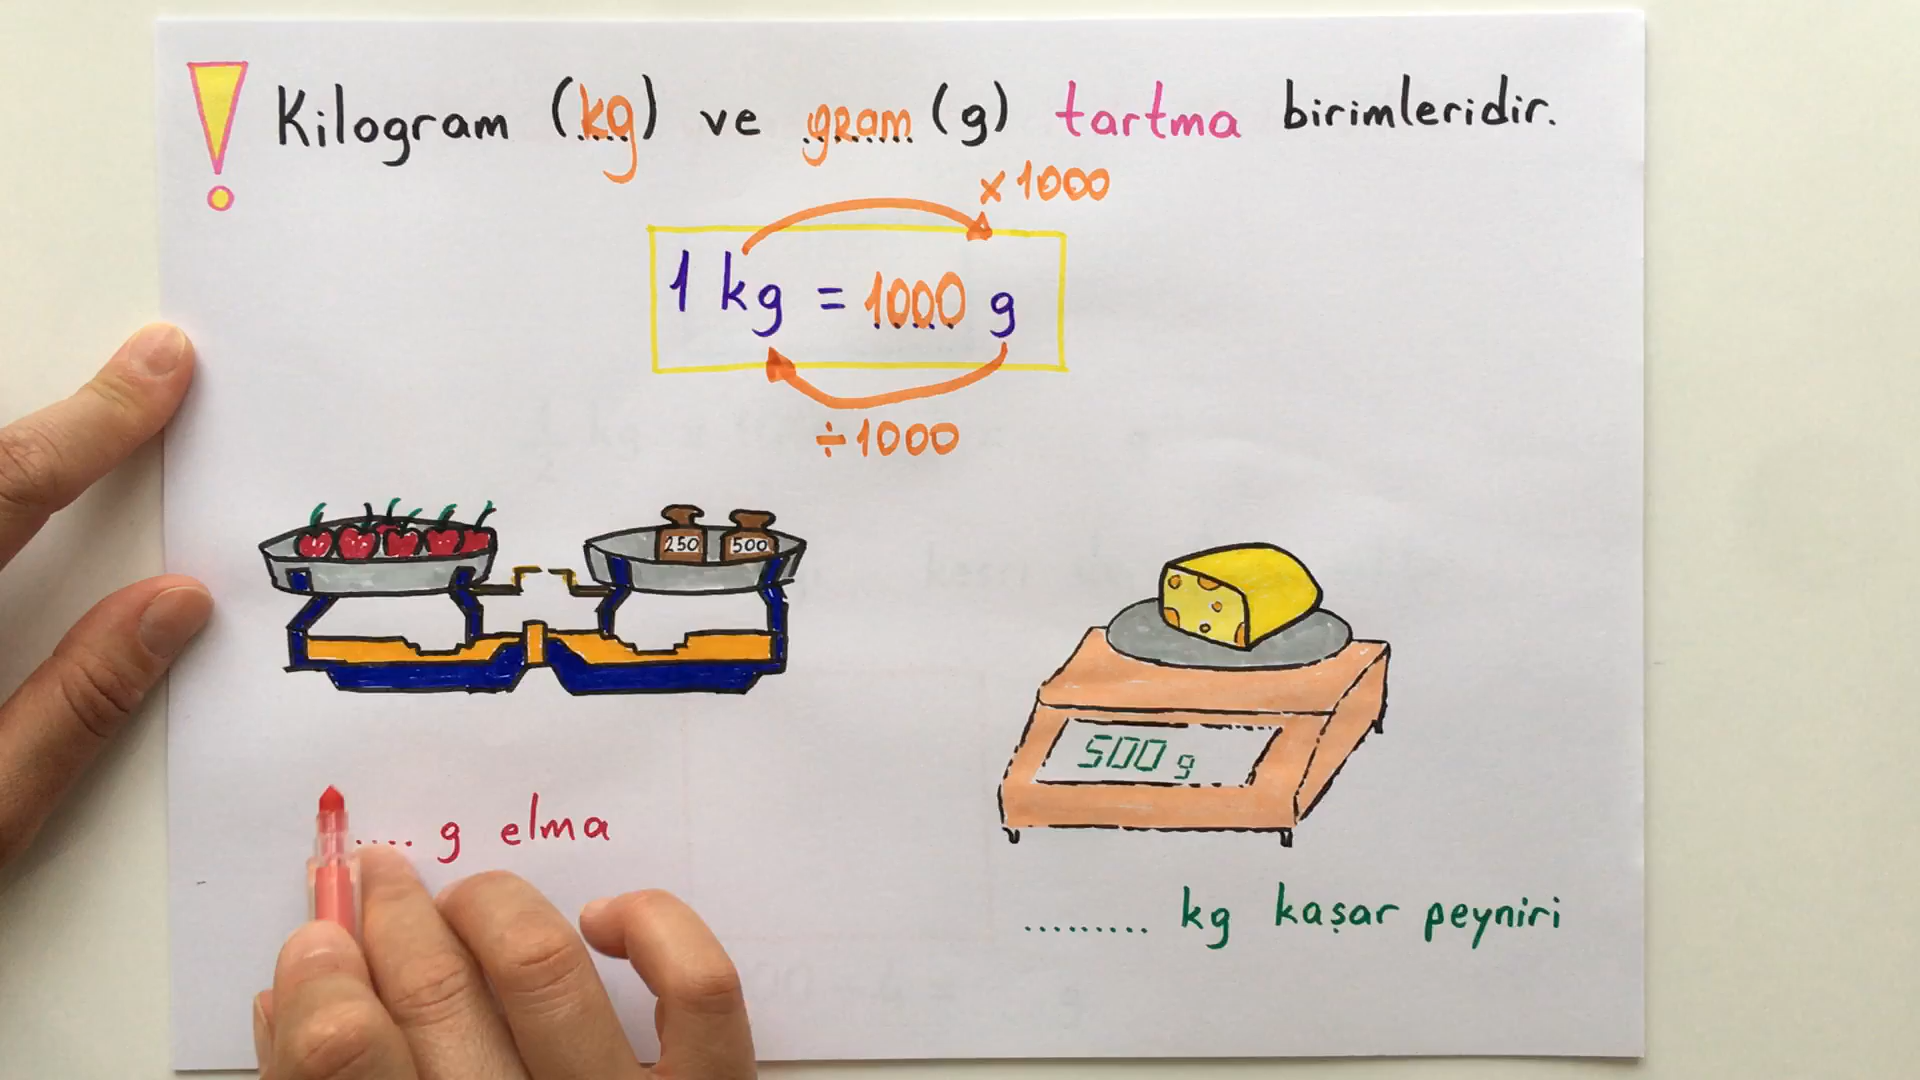 ! Kilogram (kg) ve gram (g) tartma birimleridir.
x 1000
1 kg = 1000 g
÷1000
250 500
500 g
.... g elma
......... kg kaşar peyniri